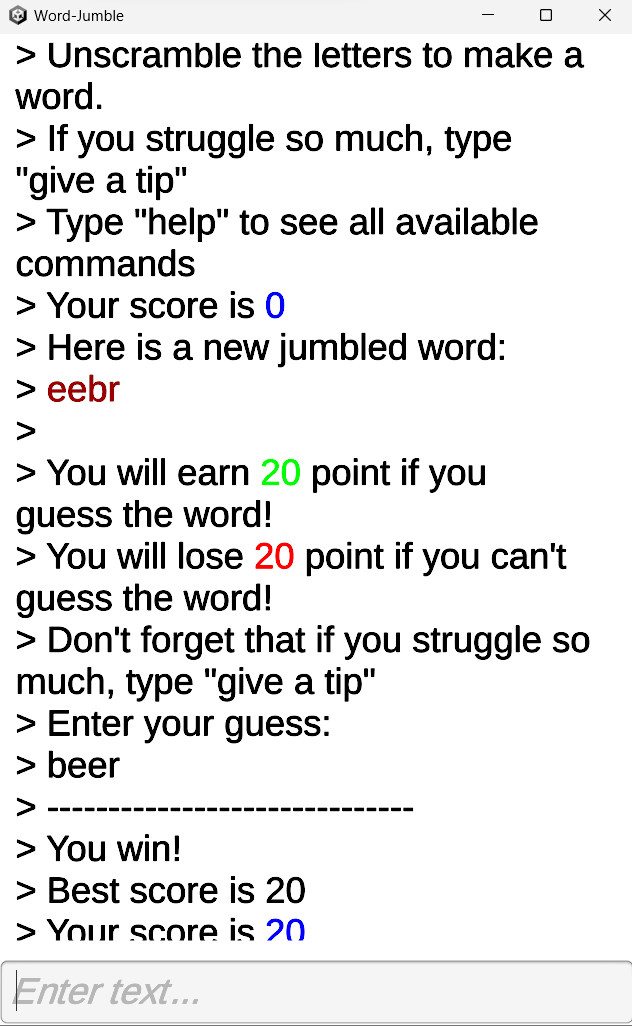 Word-Jumble
> Unscramble the letters to make a
word.
> If you struggle so much, type
"give a tip"
> Type "help" to see all available
commands
> Your score is 0
> Here is a new jumbled word:
> eebr
>
> You will earn 20 point if you
guess the word!
> You will lose 20 point if you can't
guess the word!
> Don't forget that if you struggle so
much, type "give a tip"
> Enter your guess:
> beer
> ------------------------------
> You win!
> Best score is 20
> Your score is 20
Enter text...